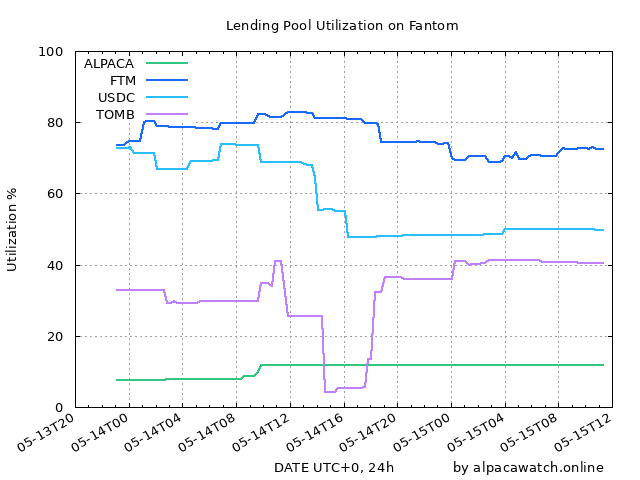 Lending Pool Utilization on Fantom
100
80
60
40
20
0
Utilization %
ALPACA
FTM
USDC
TOMB
05-13T20
05-14T00
05-14T04
05-14T08
05-14T12
05-14T16
05-14T20
05-15T00
05-15T04
05-15T08
05-15T12
DATE UTC+0, 24h
by alpacawatch.online